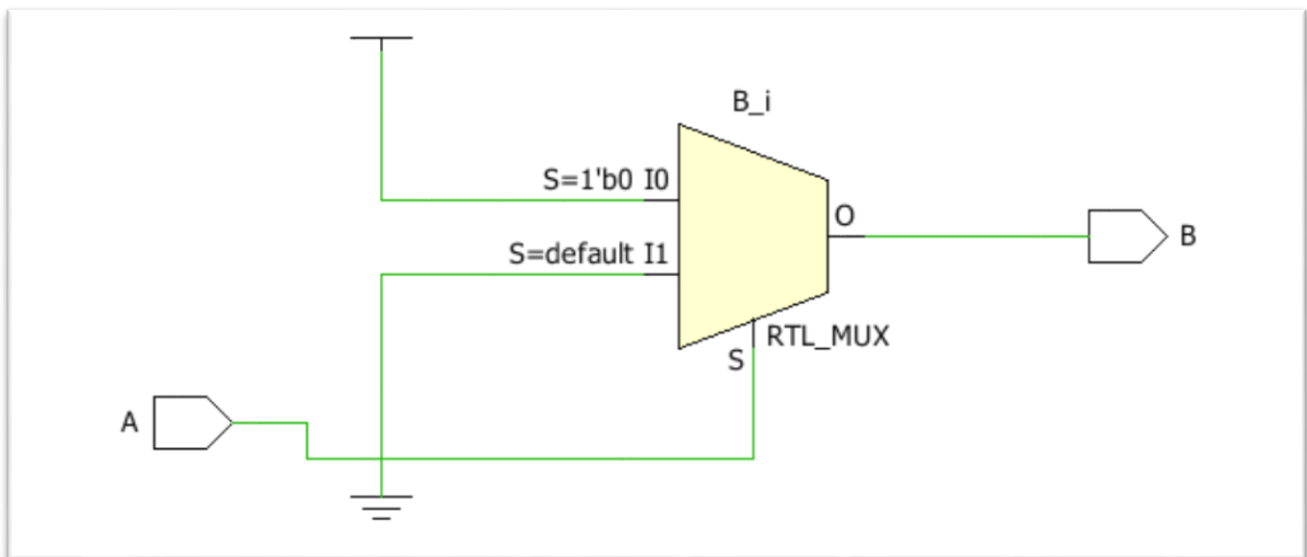 B_i
S=1'b0 I0
O
B
S=default I1
RTL_MUX
S
A